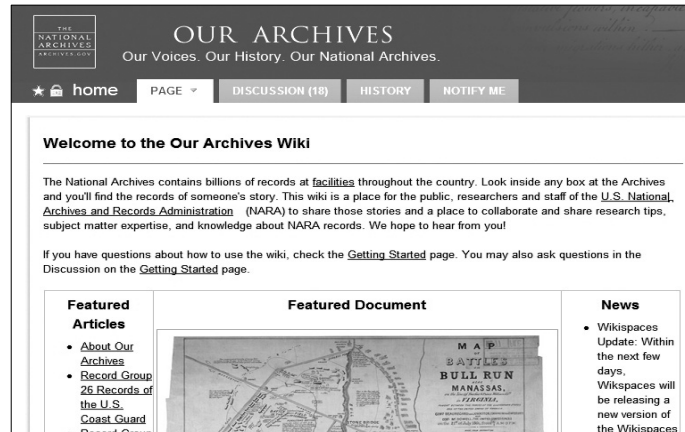 THE
NATIONAL
ARCHIVES
ARCHIVES.GOV
OUR ARCHIVES
Our Voices. Our History. Our National Archives.
home
PAGE
DISCUSSION (18)
HISTORY
NOTIFY ME
Welcome to the Our Archives Wiki
The National Archives contains billions of records at facilities throughout the country. Look inside any box at the Archives
and you'll find the records of someone's story. This wiki is a place for the public, researchers and staff of the U.S. National
Archives and Records Administration (NARA) to share those stories and a place to collaborate and share research tips,
subject matter expertise, and knowledge about NARA records. We hope to hear from you!
If you have questions about how to use the wiki, check the Getting Started page. You may also ask questions in the
Discussion on the Getting Started page.
Featured
Articles
• About Our
Archives
• Record Group
26 Records of
the U.S.
Coast Guard
Record Group
Featured Document
MAP
BATTLES
BULL RUN
MANASSAS,
VIRGINIA,
News
• Wikispaces
Update: Within
the next few
days,
Wikspaces will
be releasing a
new version of
the Wikispaces